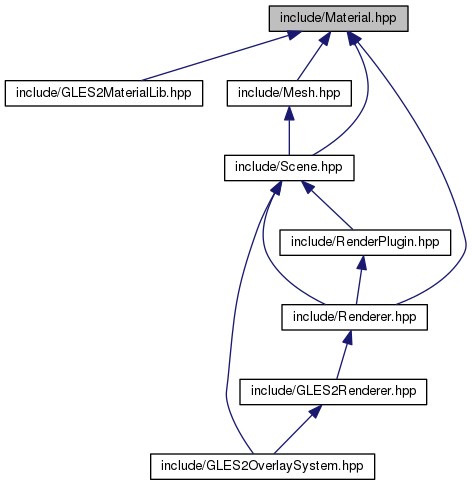 include/Material.hpp
include/GLES2MaterialLib.hpp
include/Mesh.hpp
include/Scene.hpp
include/RenderPlugin.hpp
include/Renderer.hpp
include/GLES2Renderer.hpp
include/GLES2OverlaySystem.hpp